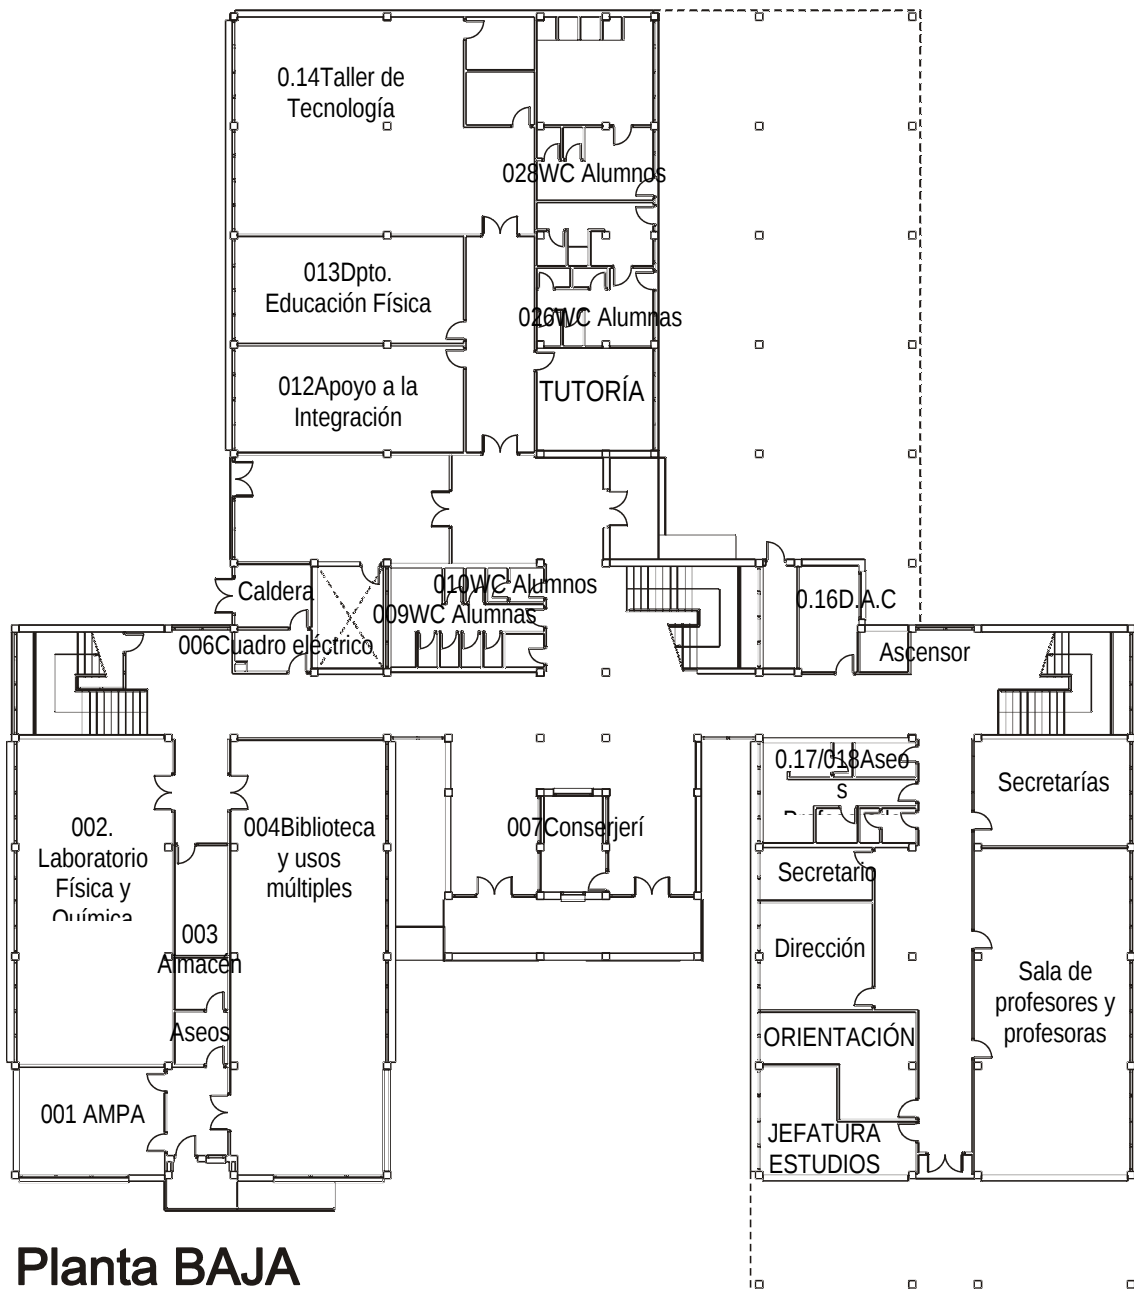 0.14Taller de
Tecnología
028WC Alumnos
013Dpto.
Educación Física
026WC Alumnas
012Apoyo a la
Integración
TUTORÍA
Caldera
010WC Alumnos
009WC Alumnas
0.16D.A.C
006Cuadro eléctrico
Ascensor
0.17/018Aseo
s
Secretarías
002.
Laboratorio
Física y
Química
004Biblioteca
y usos
múltiples
007Conserjerí
Secretario
003
Almacén
Dirección
Sala de
profesores y
profesoras
Aseos
ORIENTACIÓN
001 AMPA
JEFATURA
ESTUDIOS
Planta BAJA